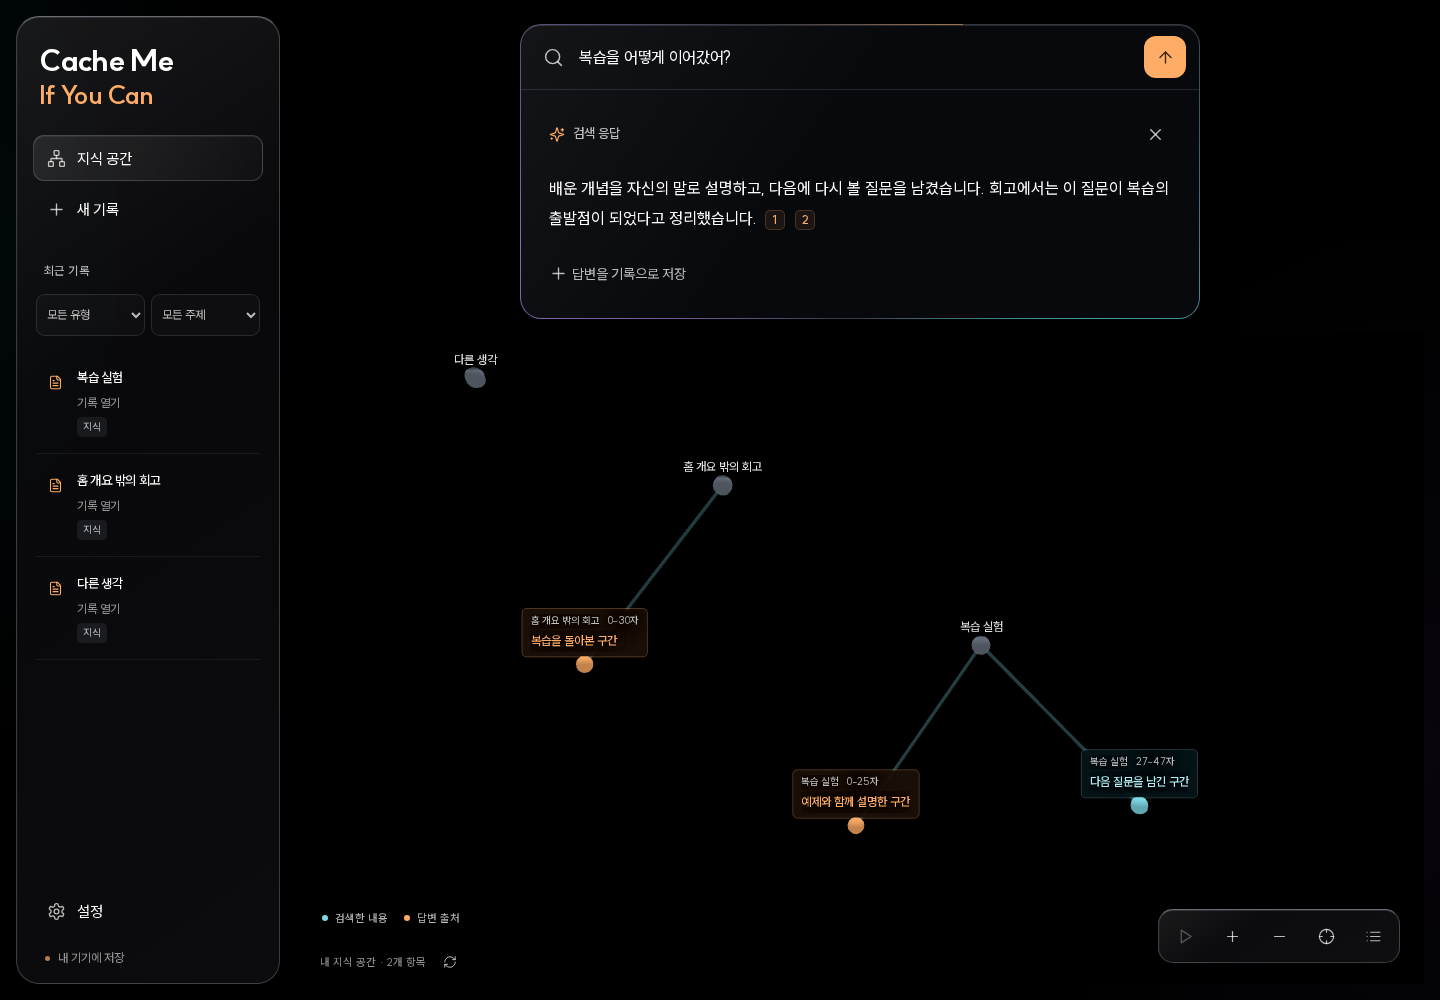 Cache Me
If You Can
지식 공간
새 기록
최근 기록
모든 유형
모든 주제
복습 실험
기록 열기
지식
홈 개요 밖의 회고
기록 열기
지식
다른 생각
기록 열기
지식
설정
내 기기에 저장
복습을 어떻게 이어갔어?
검색 응답
배운 개념을 자신의 말로 설명하고, 다음에 다시 볼 질문을 남겼습니다. 회고에서는 이 질문이 복습의
출발점이 되었다고 정리했습니다. 1 2
답변을 기록으로 저장
다른 생각
홈 개요 밖의 회고
홈 개요 밖의 회고 0–30자
복습을 돌아본 구간
복습 실험
복습 실험 0–25자
예제와 함께 설명한 구간
복습 실험 27–47자
다음 질문을 남긴 구간
검색한 내용
답변 출처
내 지식 공간 · 2개 항목